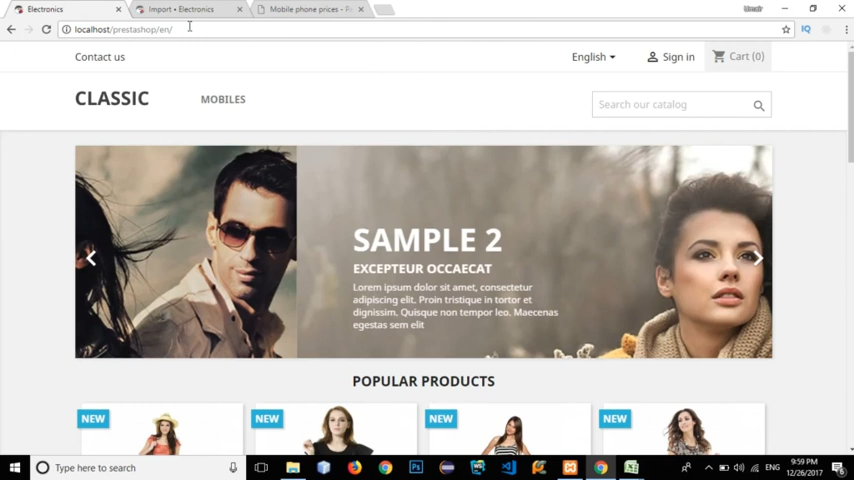 Electronics
Import • Electronics
Mobile phone prices -
localhost/prestashop/en/
Contact us
English
Sign in
Cart (0)
CLASSIC
MOBILES
Search our catalog
SAMPLE 2
EXCEPTEUR OCCAECAT
Lorem ipsum dolor sit amet, consectetur
adipiscing elit. Proin tristique in tortor et
dignissim. Quisque non tempor leo. Maecenas
egestas sem elit
POPULAR PRODUCTS
NEW
NEW
NEW
NEW
Type here to search
ENG
9:59 PM
12/26/2017